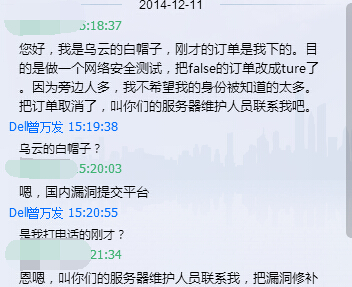 2014-12-11
15:18:37
您好，我是乌云的白帽子，刚才的订单是我下的。目
的是做一个网络安全测试，把false的订单改成ture了
。因为旁边人多，我不希望我的身份被知道的太多。
把订单取消了，叫你们的服务器维护人员联系我吧。
Dell曾万发 15:19:38
乌云的白帽子？
15:20:03
嗯，国内漏洞提交平台
Dell曾万发 15:20:55
是我打电话的刚才？
21:34
恩嗯，叫你们的服务器维护人员联系我，把漏洞修补